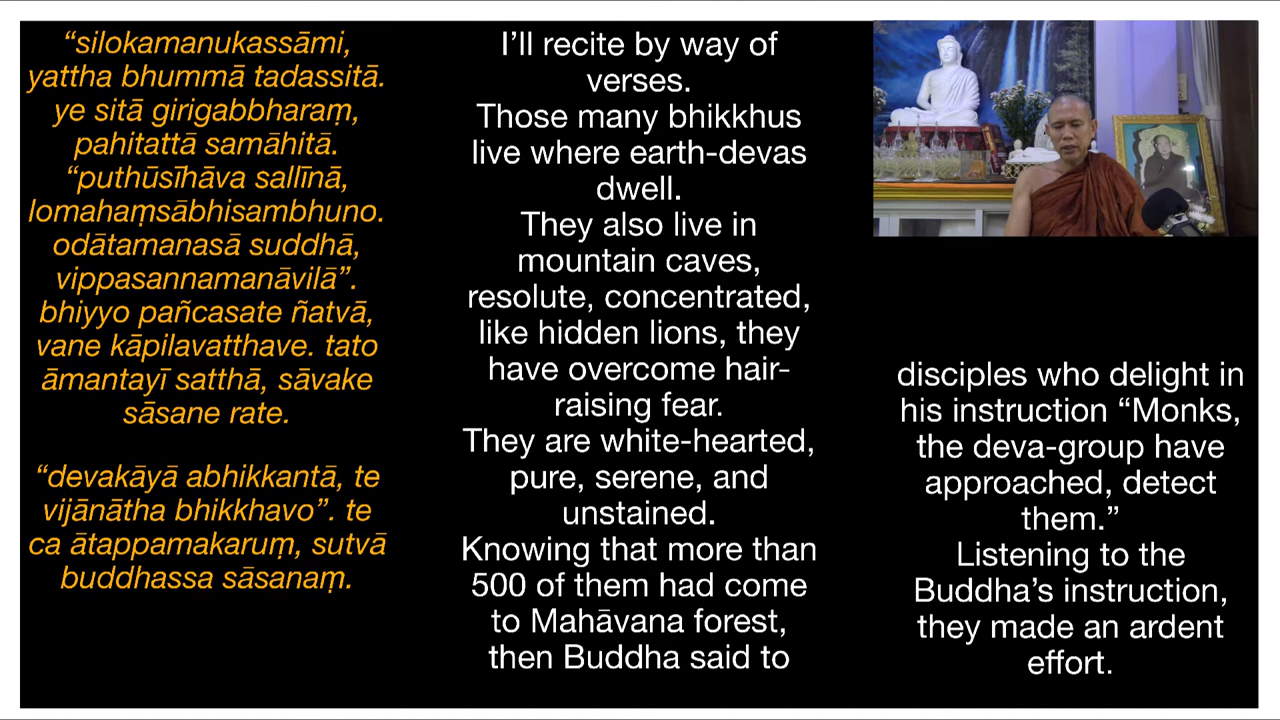 “silokamanukassāmi,
yattha bhummā tadassitā.
ye sitā girigabbharaṃ,
pahitattā samāhitā.
“puthūsīhāva sallīnā,
lomahaṃsābhisambhuno.
odātamanasā suddhā,
vippasannamanāvilā”.
bhiyyo pañcasate ñatvā,
vane kāpilavatthave. tato
āmantayī satthā, sāvake
sāsane rate.
“devakāyā abhikkantā, te
vijānātha bhikkhavo”. te
ca ātappamakaruṃ, sutvā
buddhassa sāsanaṃ.
I’ll recite by way of
verses.
Those many bhikkhus
live where earth-devas
dwell.
They also live in
mountain caves,
resolute, concentrated,
like hidden lions, they
have overcome hair-
raising fear.
They are white-hearted,
pure, serene, and
unstained.
Knowing that more than
500 of them had come
to Mahāvana forest,
then Buddha said to
disciples who delight in
his instruction “Monks,
the deva-group have
approached, detect
them.”
Listening to the
Buddha’s instruction,
they made an ardent
effort.